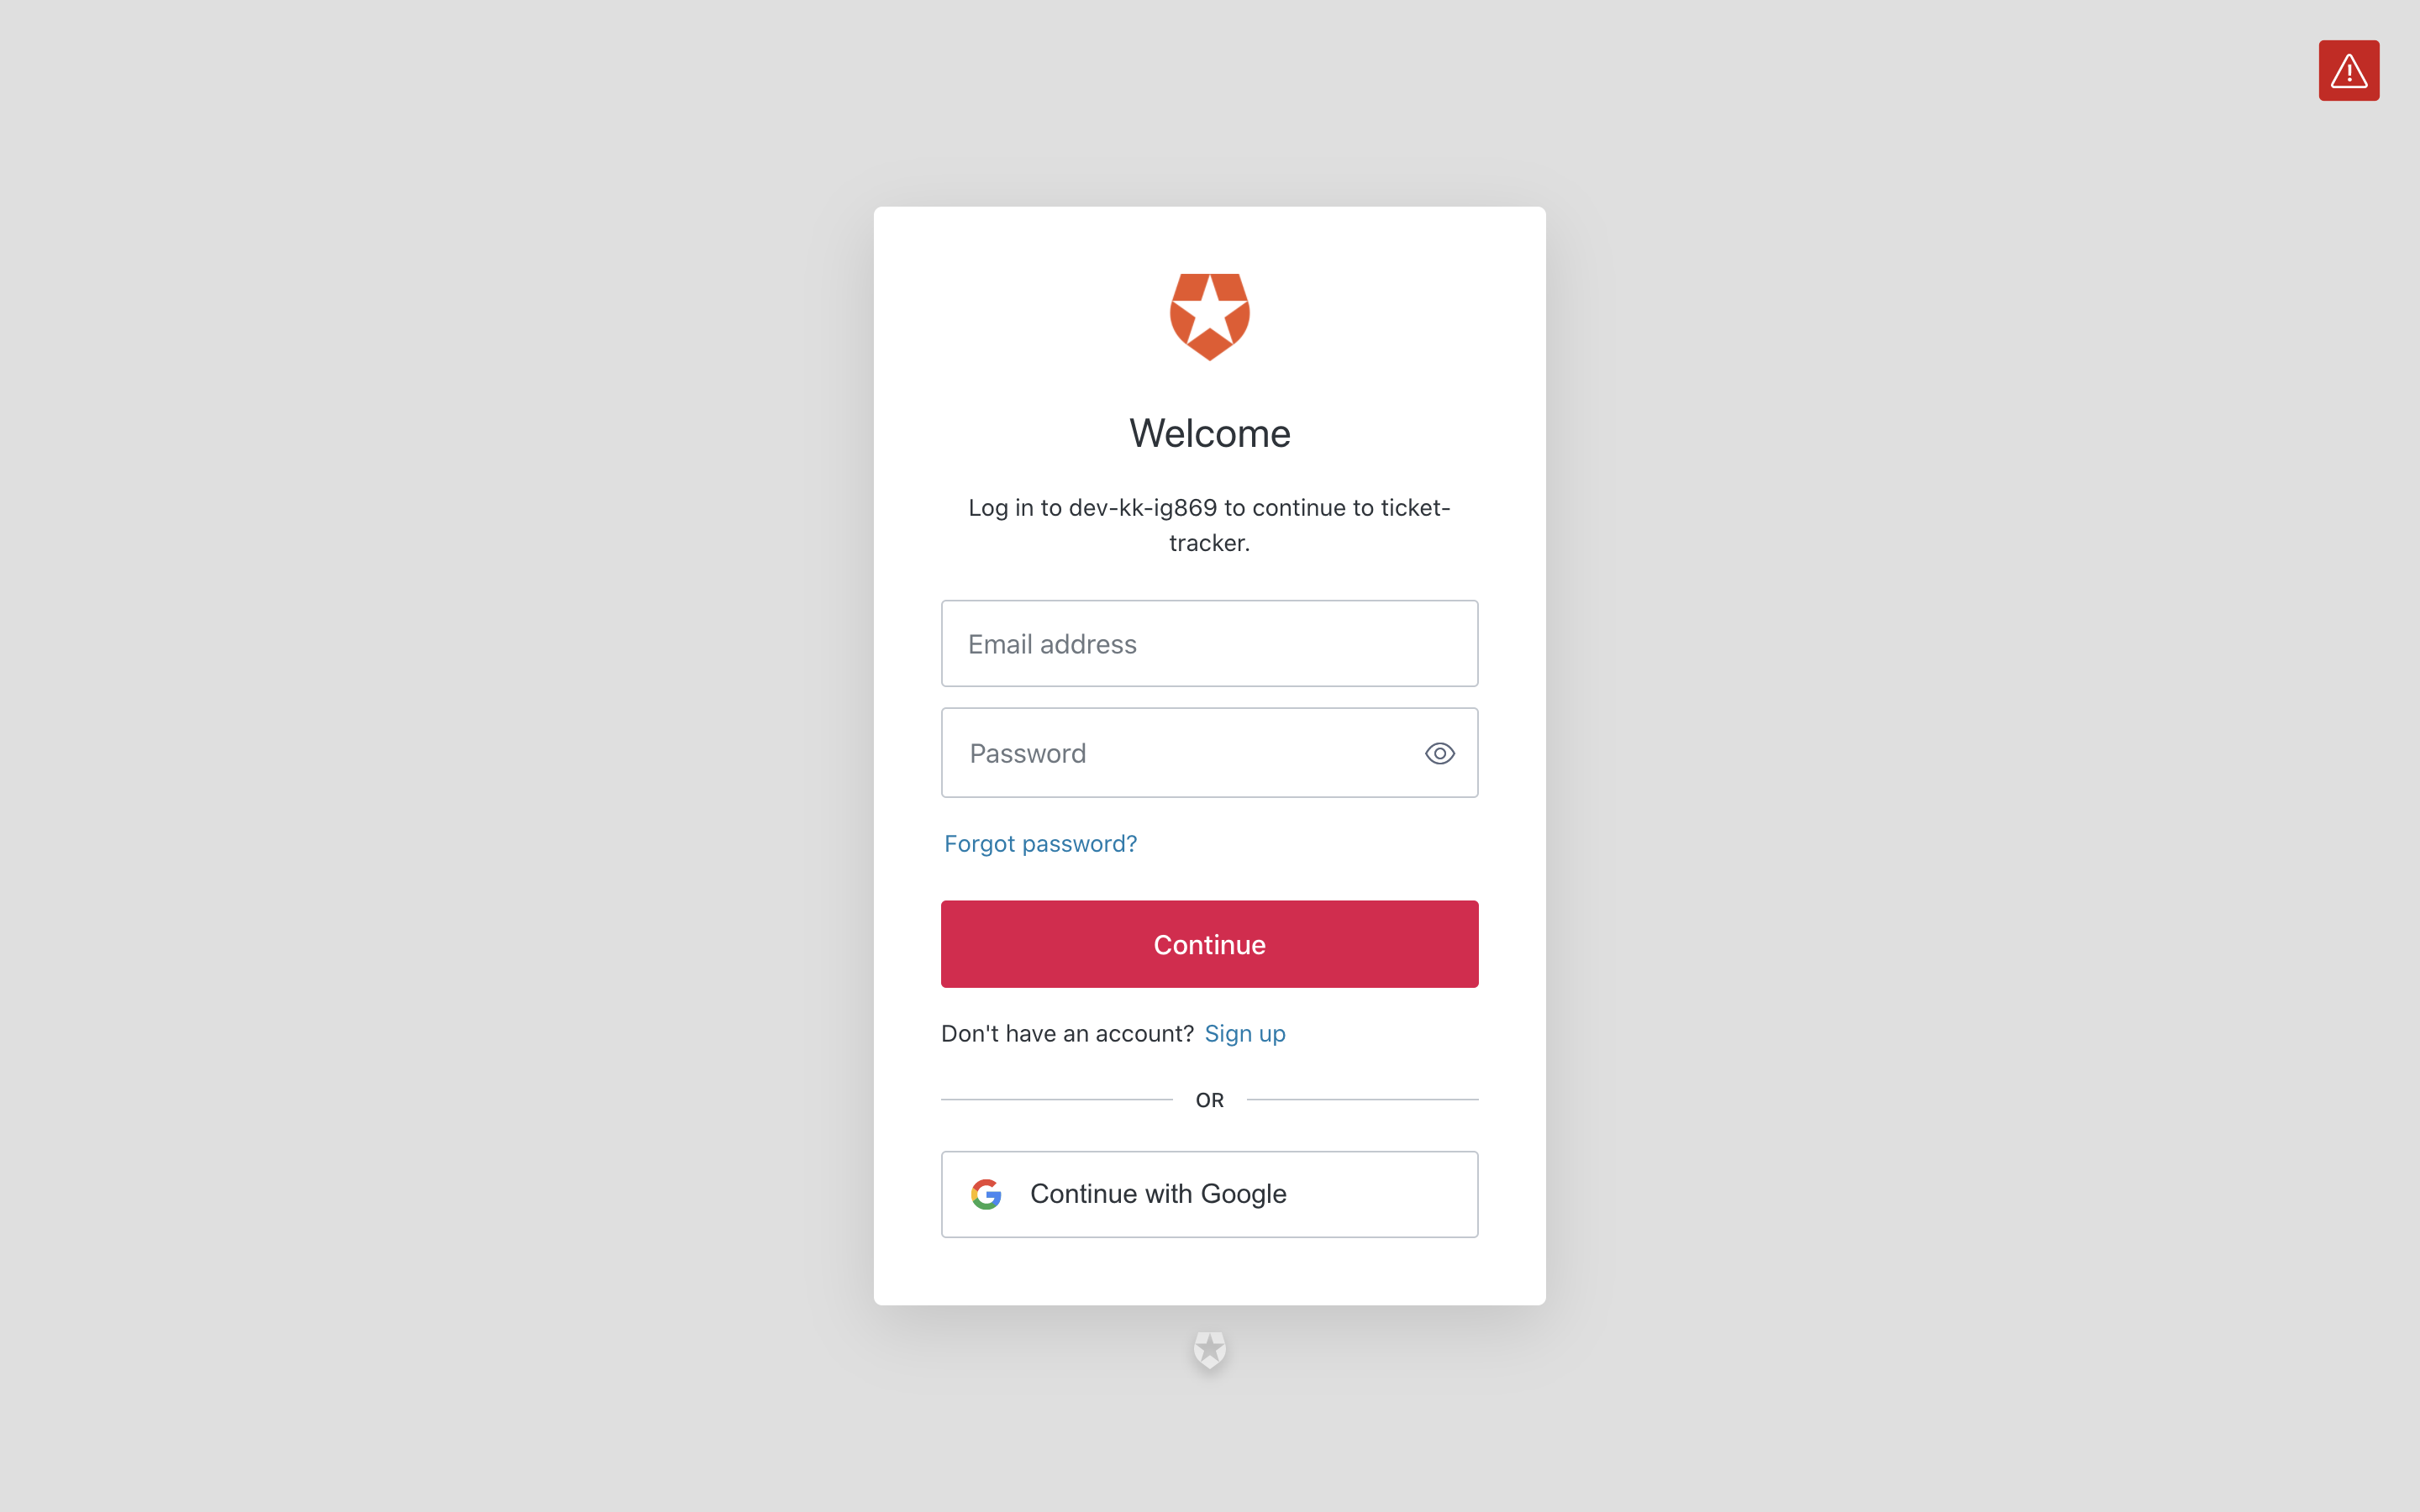 Welcome
Log in to dev-kk-ig869 to continue to ticket-
tracker.
Email address
Password
Forgot password?
Continue
Don't have an account? Sign up
OR
Continue with Google